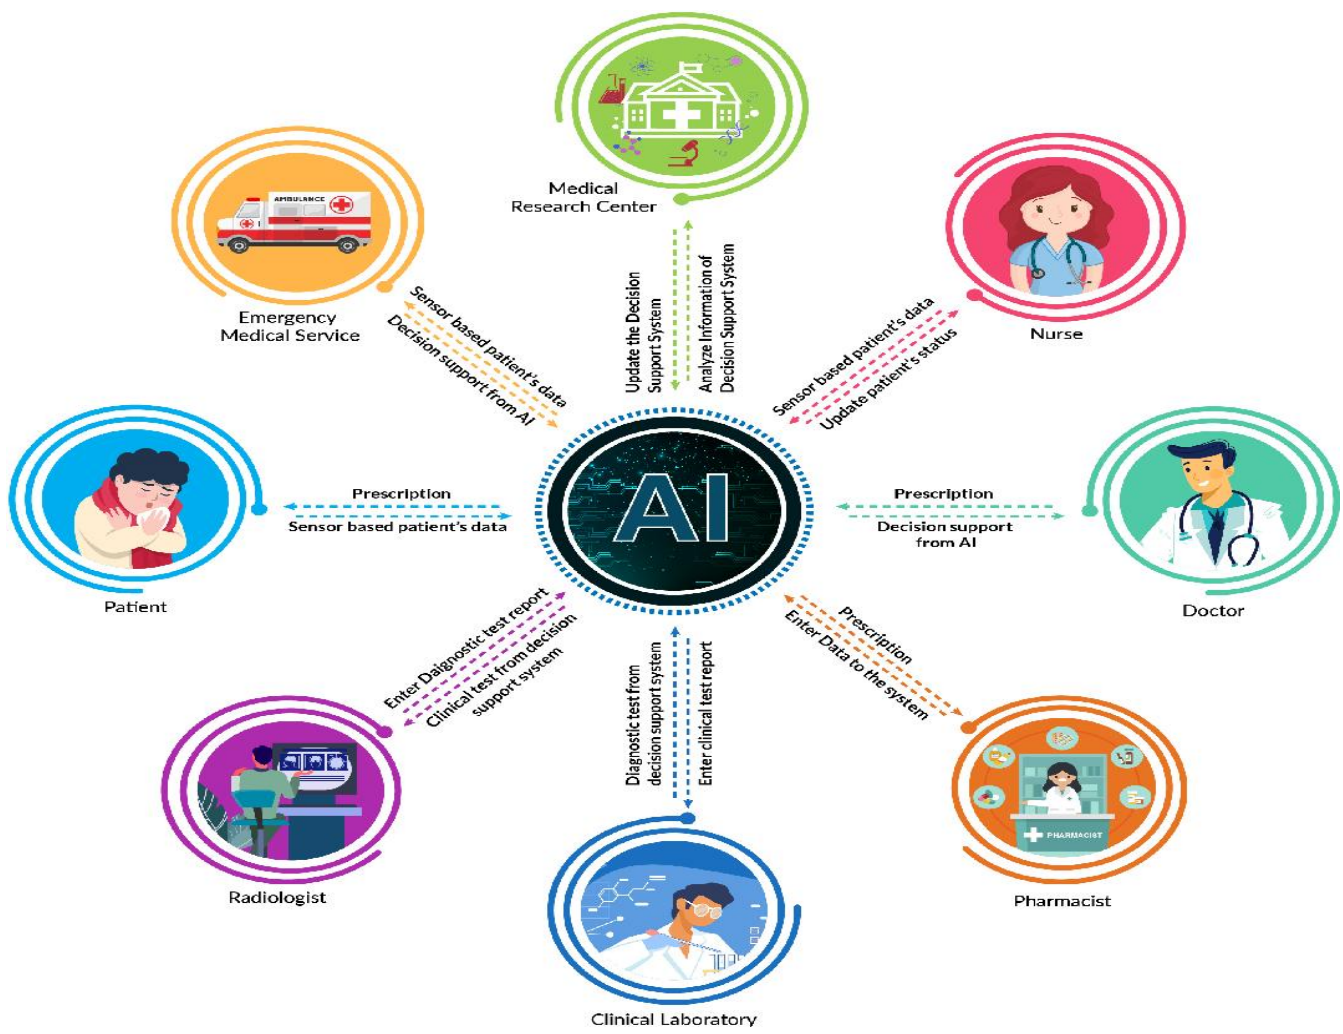 Medical
Research Center
AMBULANCE
Emergency
Medical Service
Nurse
Update the Decision
Support System
Analyze Information of
Decision Support System
Sensor based patient's data
Decision support from AI
Sensor based patient's data
Update patient's status
AI
Patient
Prescription
Sensor based patient's data
Prescription
Decision support
from AI
Doctor
Enter Daignostic test report
Clinical test from decision
support system
Diagnostic test from
decision support system
Enter clinical test report
Prescription
Enter Data to the system
Radiologist
PHARMACIST
Pharmacist
Clinical Laboratory